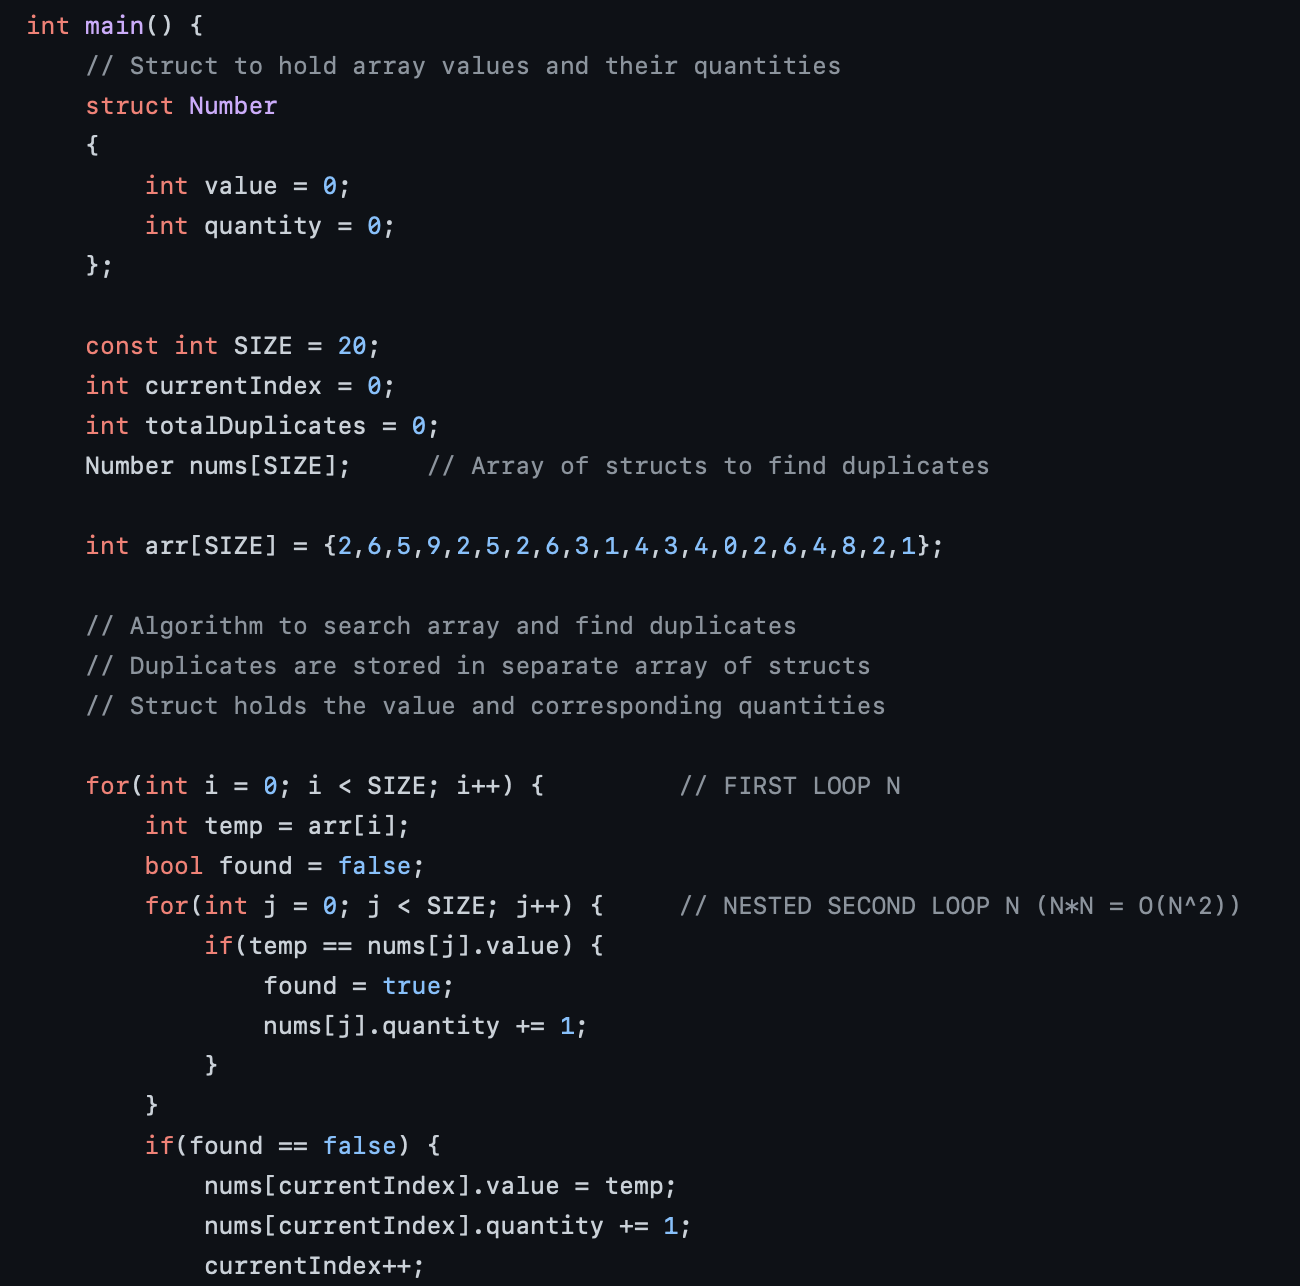 int main() {
    // Struct to hold array values and their quantities
    struct Number
    {
        int value = 0;
        int quantity = 0;
    };

    const int SIZE = 20;
    int currentIndex = 0;
    int totalDuplicates = 0;
    Number nums[SIZE];     // Array of structs to find duplicates

    int arr[SIZE] = {2,6,5,9,2,5,2,6,3,1,4,3,4,0,2,6,4,8,2,1};

    // Algorithm to search array and find duplicates
    // Duplicates are stored in separate array of structs
    // Struct holds the value and corresponding quantities

    for(int i = 0; i < SIZE; i++) {         // FIRST LOOP N
        int temp = arr[i];
        bool found = false;
        for(int j = 0; j < SIZE; j++) {     // NESTED SECOND LOOP N (N*N = O(N^2))
            if(temp == nums[j].value) {
                found = true;
                nums[j].quantity += 1;
            }
        }
        if(found == false) {
            nums[currentIndex].value = temp;
            nums[currentIndex].quantity += 1;
            currentIndex++;